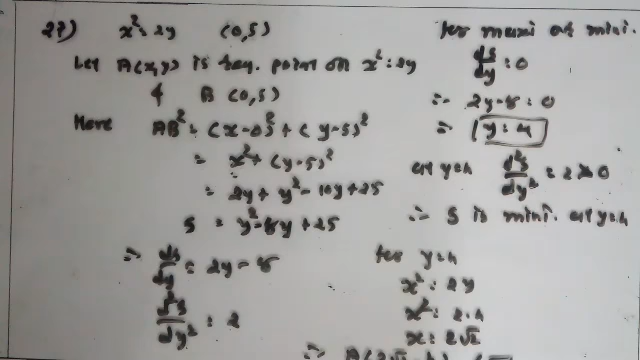 27) x² = 2y (0,5)
Let A(x,y) is req. point on x² = 2y
& B (0,5)
Here AB² = (x-0)² + (y-5)²
= x² + (y-5)²
= 2y + y² - 10y + 25
S = y² - 8y + 25
∴ ds/dy = 2y - 8
d²s/dy² = 2
for maxi or mini.
ds/dy = 0
∴ 2y - 8 = 0
∴ y = 4
at y=4 d²s/dy² = 2 > 0
∴ S is mini. at y=4
for y=4
x² = 2y
x² = 2·4
x = 2√2